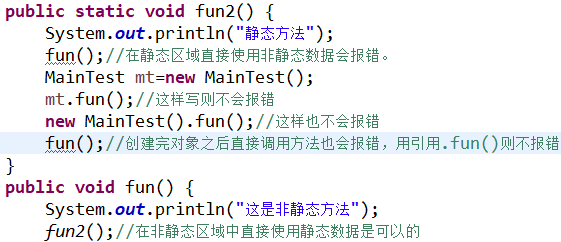 public static void fun2() {
System.out.println("静态方法");
fun();//在静态区域直接使用非静态数据会报错。
MainTest mt=new MainTest();
mt.fun();//这样写则不会报错
new MainTest().fun();//这样也不会报错
fun();//创建完对象之后直接调用方法也会报错，用引用.fun()则不报错
}
public void fun() {
System.out.println("这是非静态方法");
fun2();//在非静态区域中直接使用静态数据是可以的